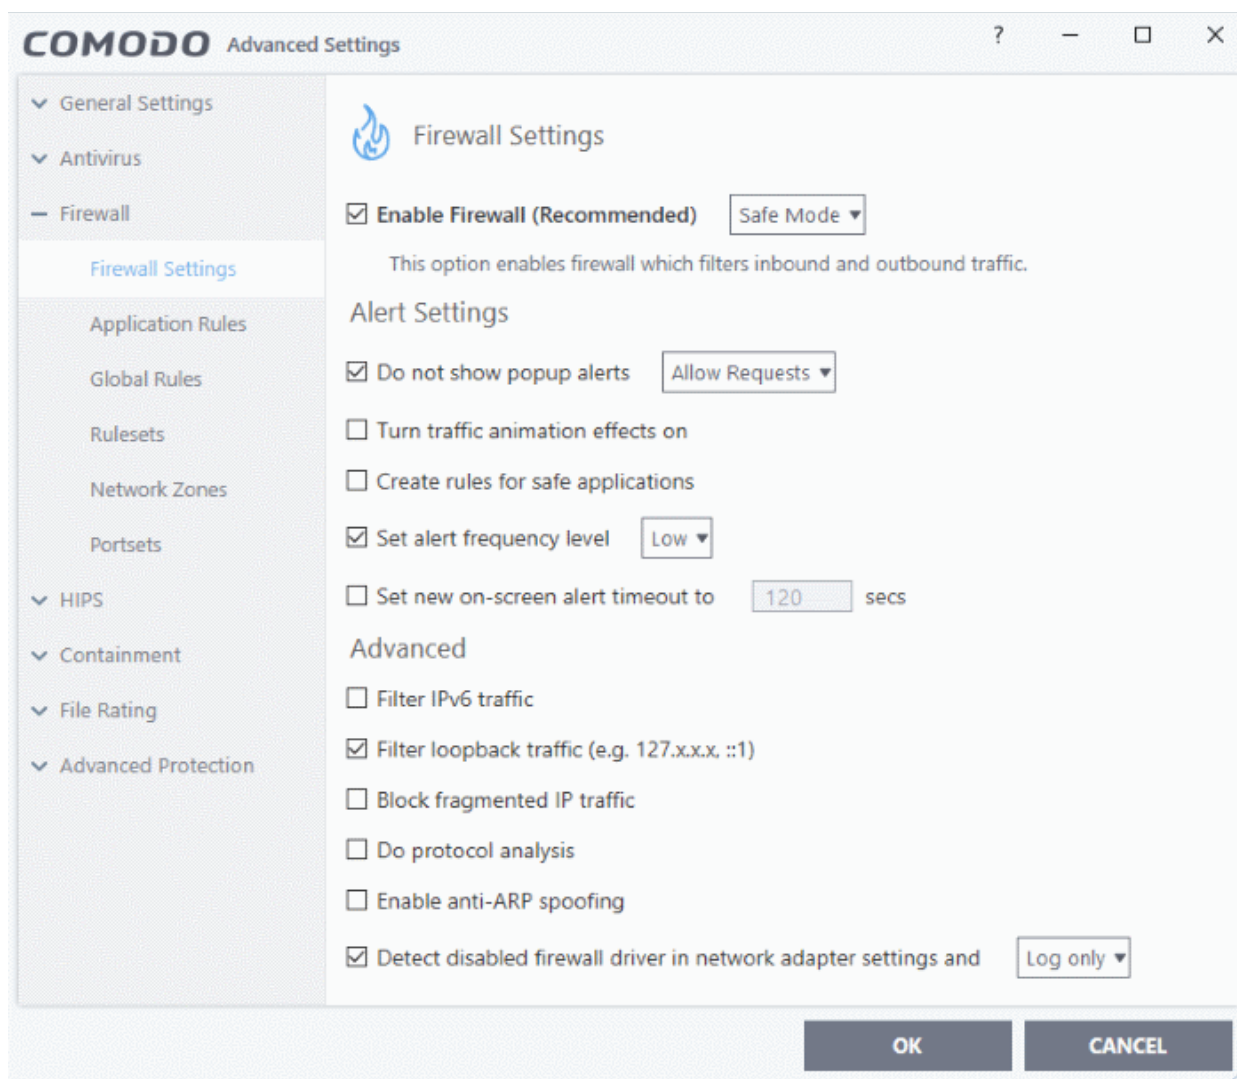 COMODO Advanced Settings ?
General Settings
Antivirus
Firewall
Firewall Settings
Application Rules
Global Rules
Rulesets
Network Zones
Portsets
HIPS
Containment
File Rating
Advanced Protection
Firewall Settings
Enable Firewall (Recommended) Safe Mode
This option enables firewall which filters inbound and outbound traffic.
Alert Settings
Do not show popup alerts Allow Requests
Turn traffic animation effects on
Create rules for safe applications
Set alert frequency level Low
Set new on-screen alert timeout to 120 secs
Advanced
Filter IPv6 traffic
Filter loopback traffic (e.g. 127.x.x.x, ::1)
Block fragmented IP traffic
Do protocol analysis
Enable anti-ARP spoofing
Detect disabled firewall driver in network adapter settings and Log only
OK CANCEL